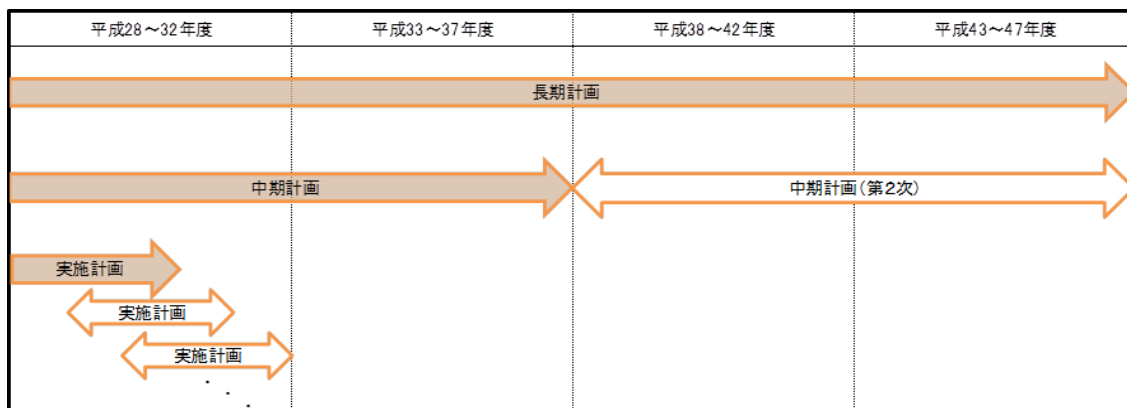 平成28～32年度
平成33～37年度
平成38～42年度
平成43～47年度
長期計画
中期計画
中期計画(第2次)
実施計画
実施計画
実施計画